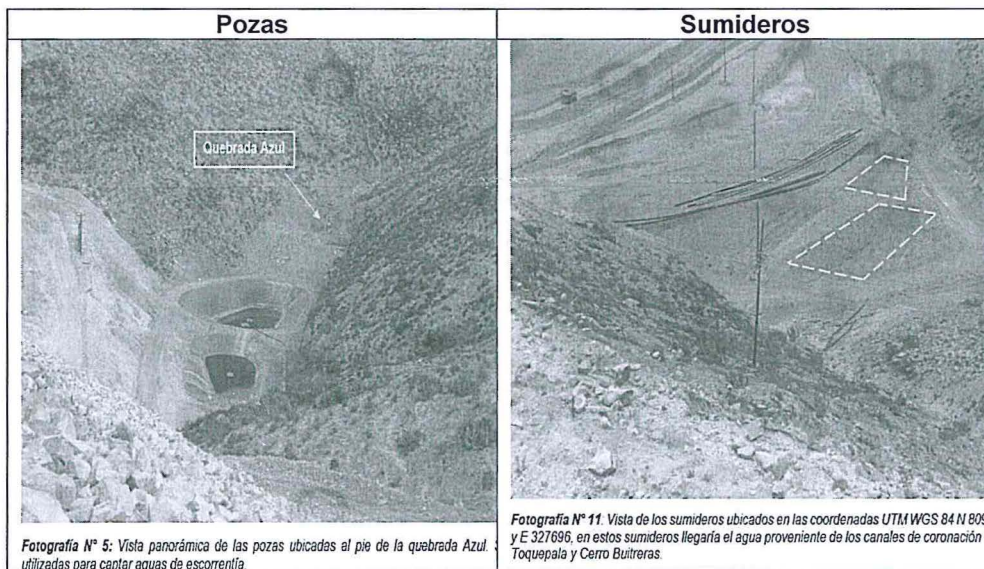 Pozas
Sumideros
Quebrada Azul
Fotografía N° 5: Vista panorámica de las pozas ubicadas al pie de la quebrada Azul.
utilizadas para captar aguas de escorrentía.
Fotografía N° 11: Vista de los sumideros ubicados en las coordenadas UTM WGS 84 N 809
y E 327696, en estos sumideros llegaría el agua proveniente de los canales de coronación
Toquepala y Cerro Buitreras.